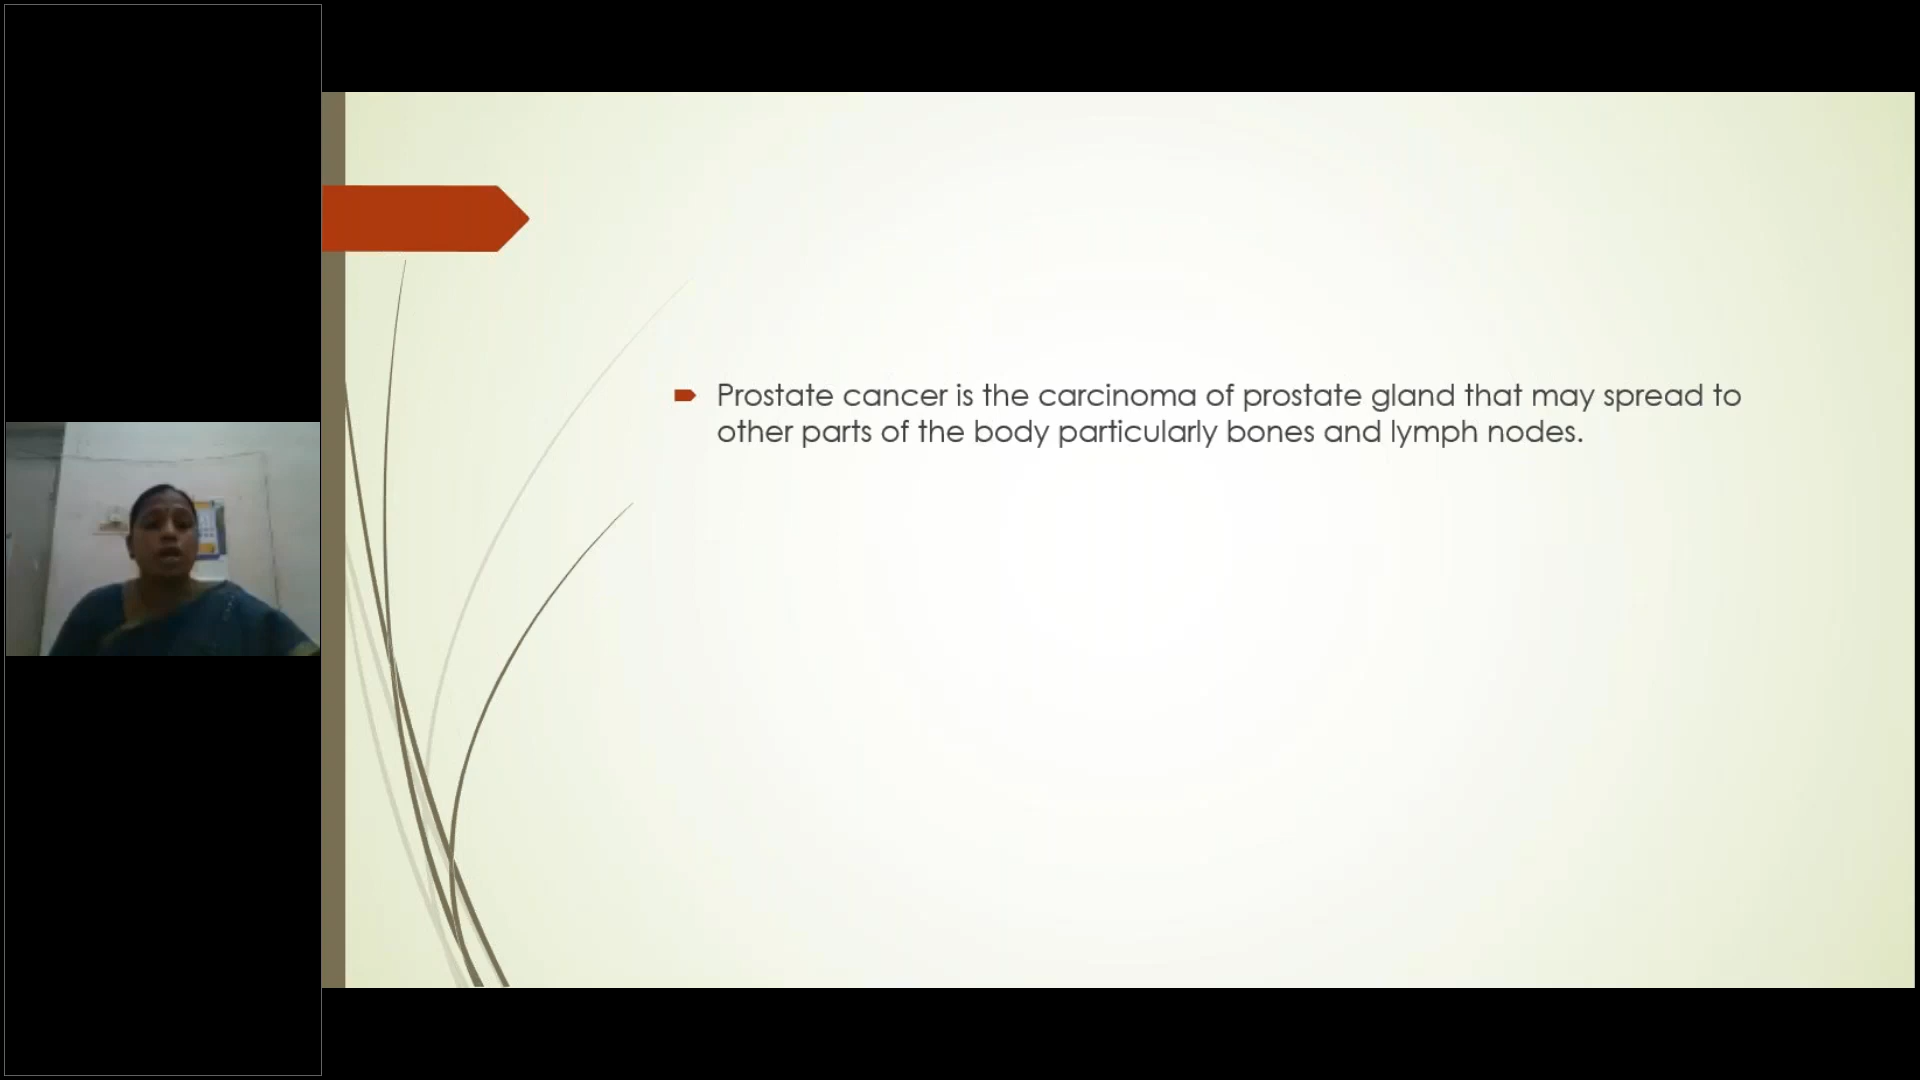 Prostate cancer is the carcinoma of prostate gland that may spread to
other parts of the body particularly bones and lymph nodes.